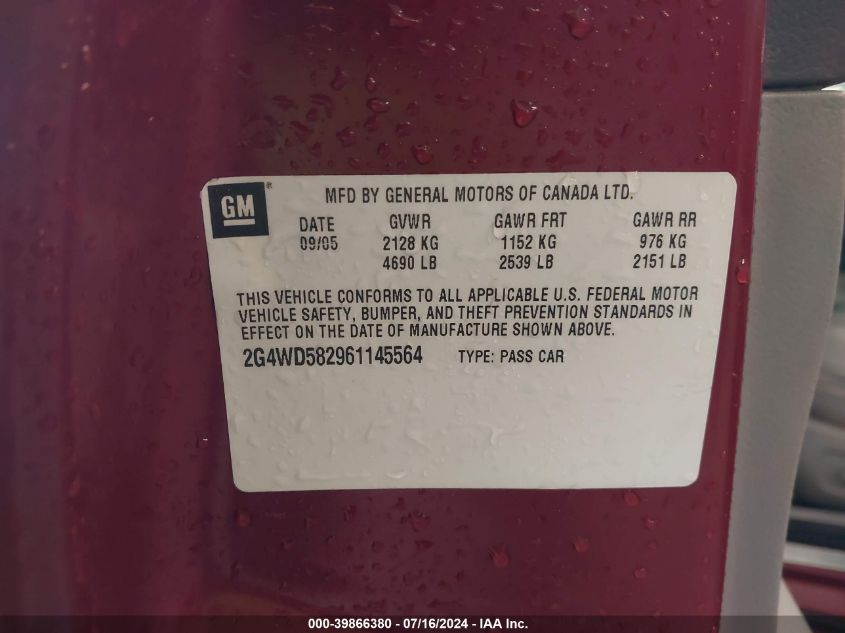 GM®
MFD BY GENERAL MOTORS OF CANADA LTD.
DATE GVWR GAWR FRT GAWR RR
09/05 2128 KG 1152 KG 976 KG
4690 LB 2539 LB 2151 LB
THIS VEHICLE CONFORMS TO ALL APPLICABLE U.S. FEDERAL MOTOR
VEHICLE SAFETY, BUMPER, AND THEFT PREVENTION STANDARDS IN
EFFECT ON THE DATE OF MANUFACTURE SHOWN ABOVE.
2G4WD582961145564 TYPE: PASS CAR
000-39866380 - 07/16/2024 - IAA Inc.